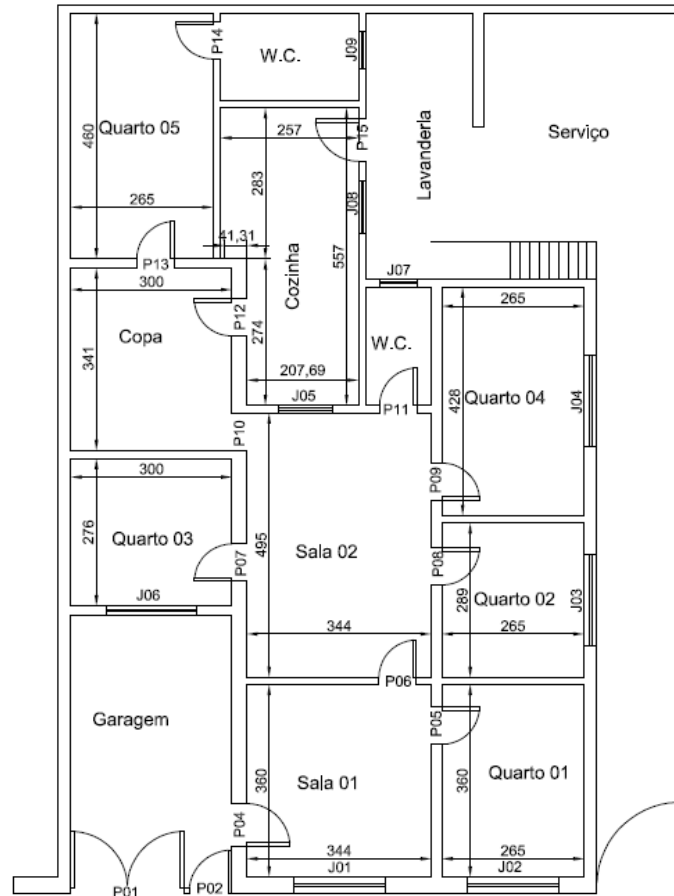 P14
W.C.
J09
Quarto 05
460
265
257
P15
Lavanderia
Serviço
283
41,31
557
J08
Cozinha
P13
300
J07
265
Copa
P12
274
341
W.C.
207,69
J05
P11
428
Quarto 04
J04
P10
300
P09
276
Quarto 03
P07
495
Sala 02
P08
289
Quarto 02
J03
J06
344
265
P06
Garagem
P05
360
Sala 01
360
Quarto 01
P04
344
265
P01
P02
J01
J02